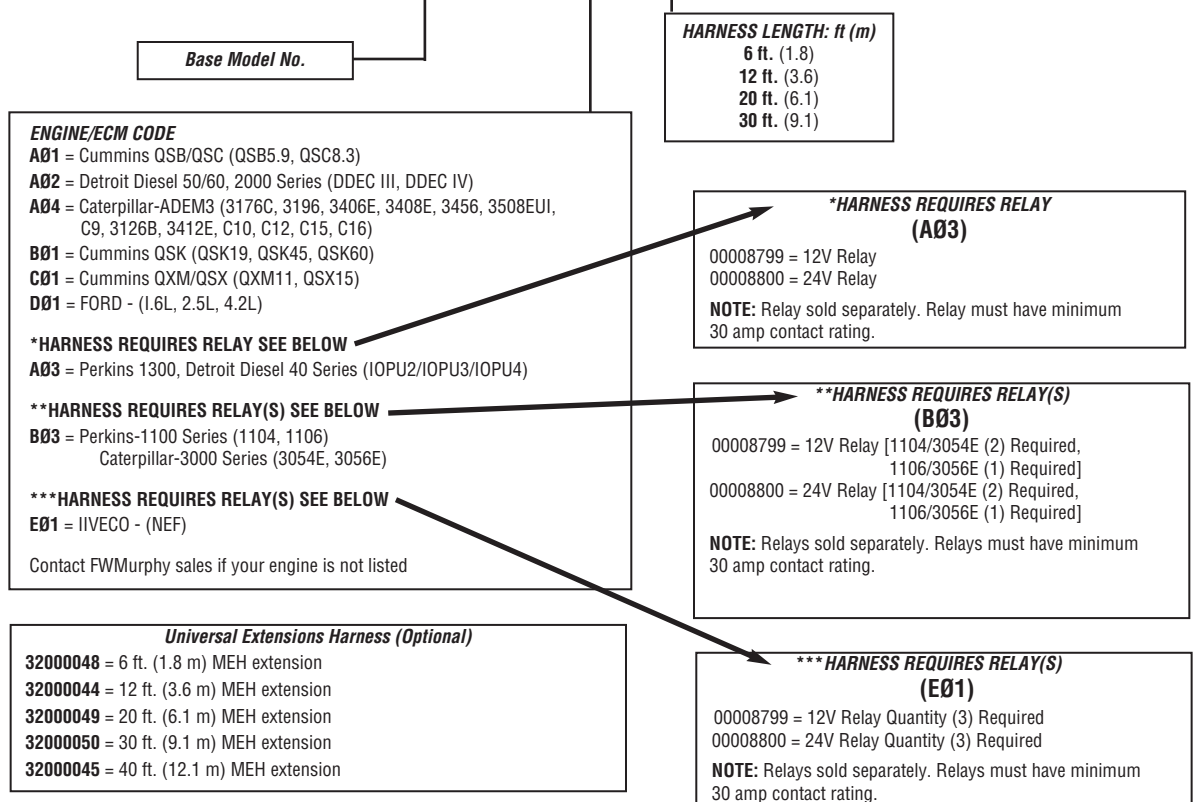 Base Model No.
HARNESS LENGTH: ft (m)
6 ft. (1.8)
12 ft. (3.6)
20 ft. (6.1)
30 ft. (9.1)
ENGINE/ECM CODE
AØ1 = Cummins QSB/QSC (QSB5.9, QSC8.3)
AØ2 = Detroit Diesel 50/60, 2000 Series (DDEC III, DDEC IV)
AØ4 = Caterpillar-ADEM3 (3176C, 3196, 3406E, 3408E, 3456, 3508EUI,
C9, 3126B, 3412E, C10, C12, C15, C16)
BØ1 = Cummins QSK (QSK19, QSK45, QSK60)
CØ1 = Cummins QXM/QSX (QXM11, QSX15)
DØ1 = FORD - (I.6L, 2.5L, 4.2L)
*HARNESS REQUIRES RELAY SEE BELOW
AØ3 = Perkins 1300, Detroit Diesel 40 Series (IOPU2/IOPU3/IOPU4)
**HARNESS REQUIRES RELAY(S) SEE BELOW
BØ3 = Perkins-1100 Series (1104, 1106)
Caterpillar-3000 Series (3054E, 3056E)
***HARNESS REQUIRES RELAY(S) SEE BELOW
EØ1 = IIVECO - (NEF)
Contact FWMurphy sales if your engine is not listed
*HARNESS REQUIRES RELAY
(AØ3)
00008799 = 12V Relay
00008800 = 24V Relay
NOTE: Relay sold separately. Relay must have minimum
30 amp contact rating.
**HARNESS REQUIRES RELAY(S)
(BØ3)
00008799 = 12V Relay [1104/3054E (2) Required,
1106/3056E (1) Required]
00008800 = 24V Relay [1104/3054E (2) Required,
1106/3056E (1) Required]
NOTE: Relays sold separately. Relays must have minimum
30 amp contact rating.
Universal Extensions Harness (Optional)
32000048 = 6 ft. (1.8 m) MEH extension
32000044 = 12 ft. (3.6 m) MEH extension
32000049 = 20 ft. (6.1 m) MEH extension
32000050 = 30 ft. (9.1 m) MEH extension
32000045 = 40 ft. (12.1 m) MEH extension
***HARNESS REQUIRES RELAY(S)
(EØ1)
00008799 = 12V Relay Quantity (3) Required
00008800 = 24V Relay Quantity (3) Required
NOTE: Relays sold separately. Relays must have minimum
30 amp contact rating.